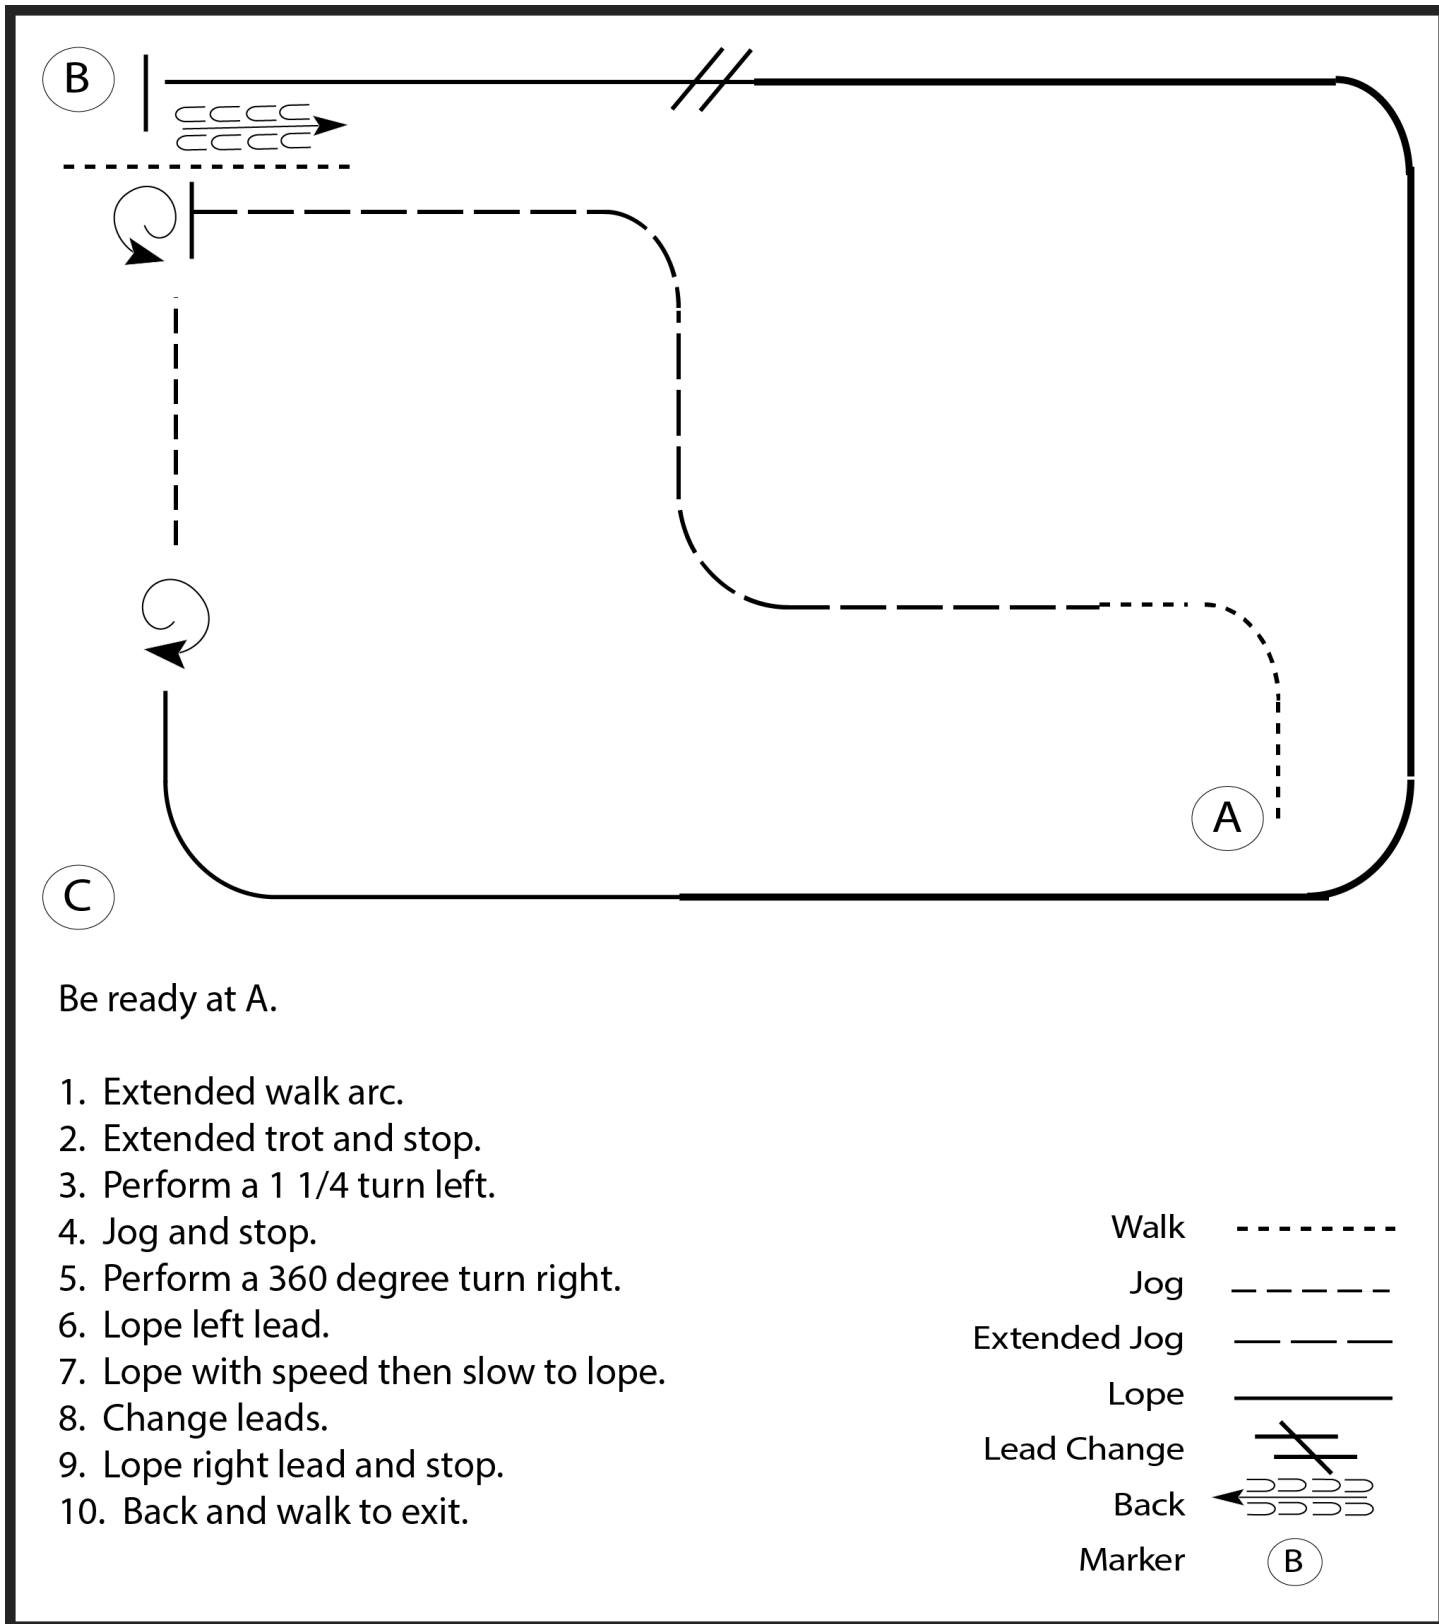 B
A
C
Be ready at A.
1. Extended walk arc.
2. Extended trot and stop.
3. Perform a 1 1/4 turn left.
4. Jog and stop.
5. Perform a 360 degree turn right.
6. Lope left lead.
7. Lope with speed then slow to lope.
8. Change leads.
9. Lope right lead and stop.
10. Back and walk to exit.
Walk
Jog
Extended Jog
Lope
Lead Change
Back
Marker B